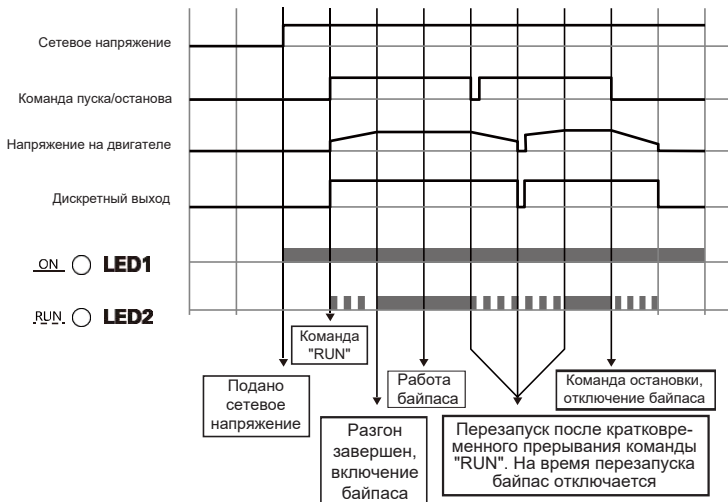 Сетевое напряжение
Команда пуска/останова
Напряжение на двигателе
Дискретный выход
ON LED1
RUN LED2
Команда
"RUN"
Подано
сетевое
напряжение
Работа
байпаса
Команда остановки,
отключение байпаса
Разгон
завершен,
включение
байпаса
Перезапуск после кратковре-
менного прерывания команды
"RUN". На время перезапуска
байпас отключается